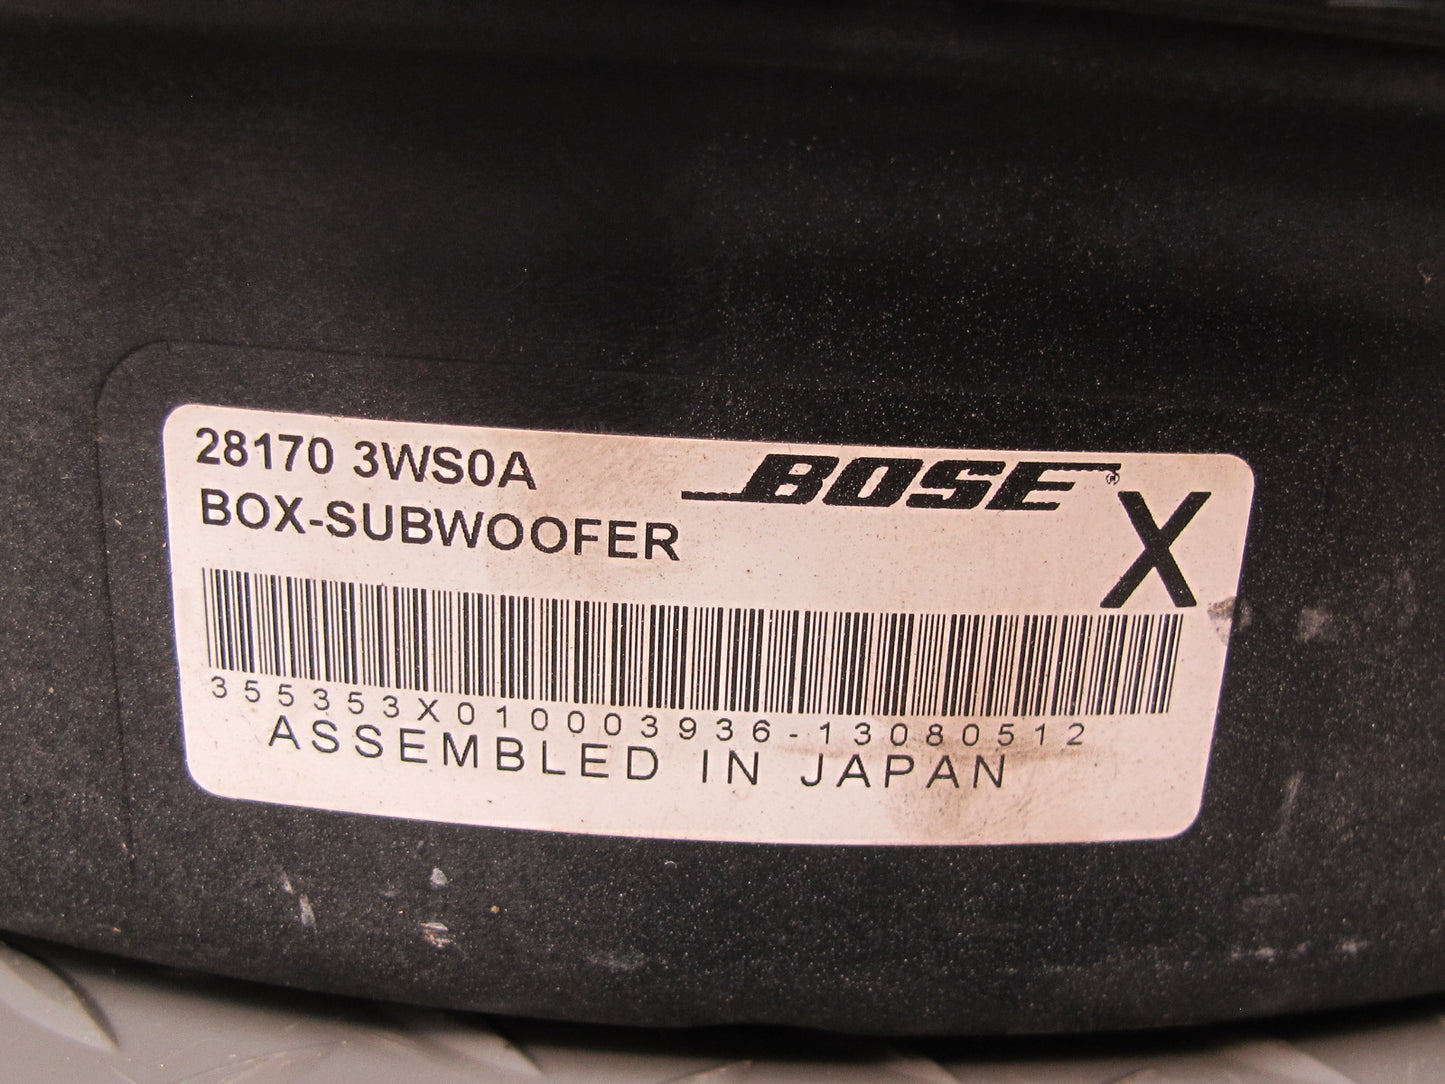 28170 3WS0A
BOSE®
X
BOX-SUBWOOFER
355353X010003936-13080512
ASSEMBLED IN JAPAN